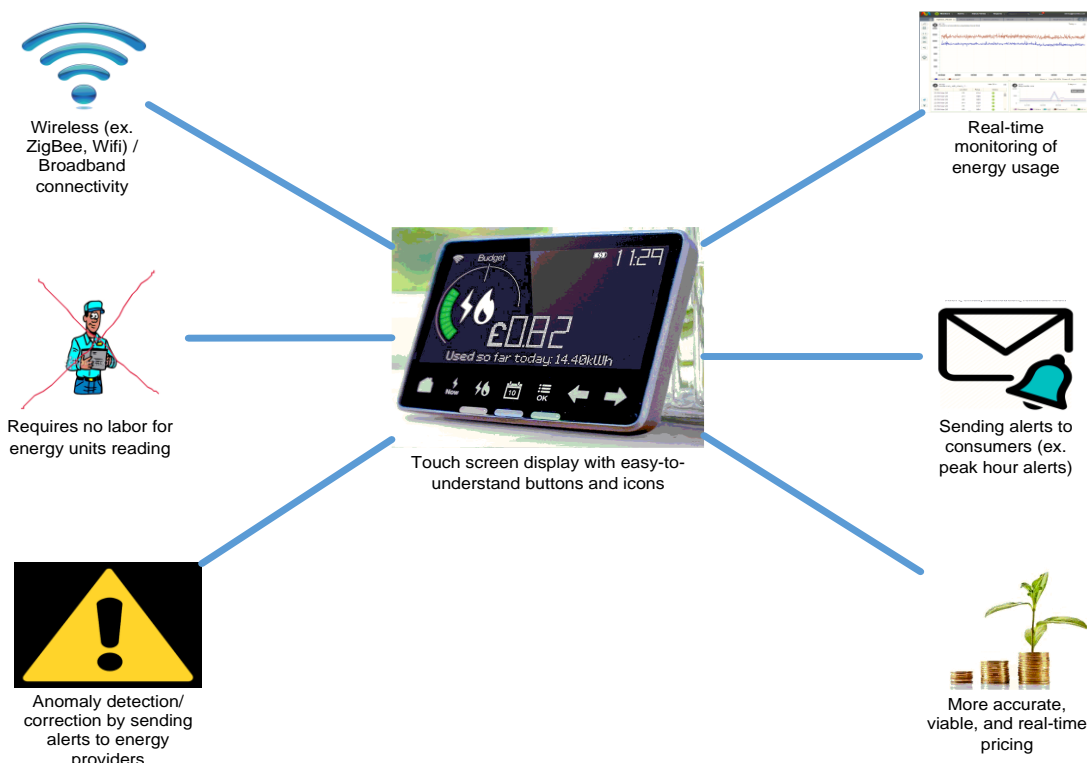 Wireless (ex.
ZigBee, Wifi) /
Broadband
connectivity
Real-time
monitoring of
energy usage
Budget
11:29
£0.82
Used so far today: 14.40kWh
Now
10
OK
Touch screen display with easy-to-
understand buttons and icons
Requires no labor for
energy units reading
Sending alerts to
consumers (ex.
peak hour alerts)
Anomaly detection/
correction by sending
alerts to energy
providers
More accurate,
viable, and real-time
pricing